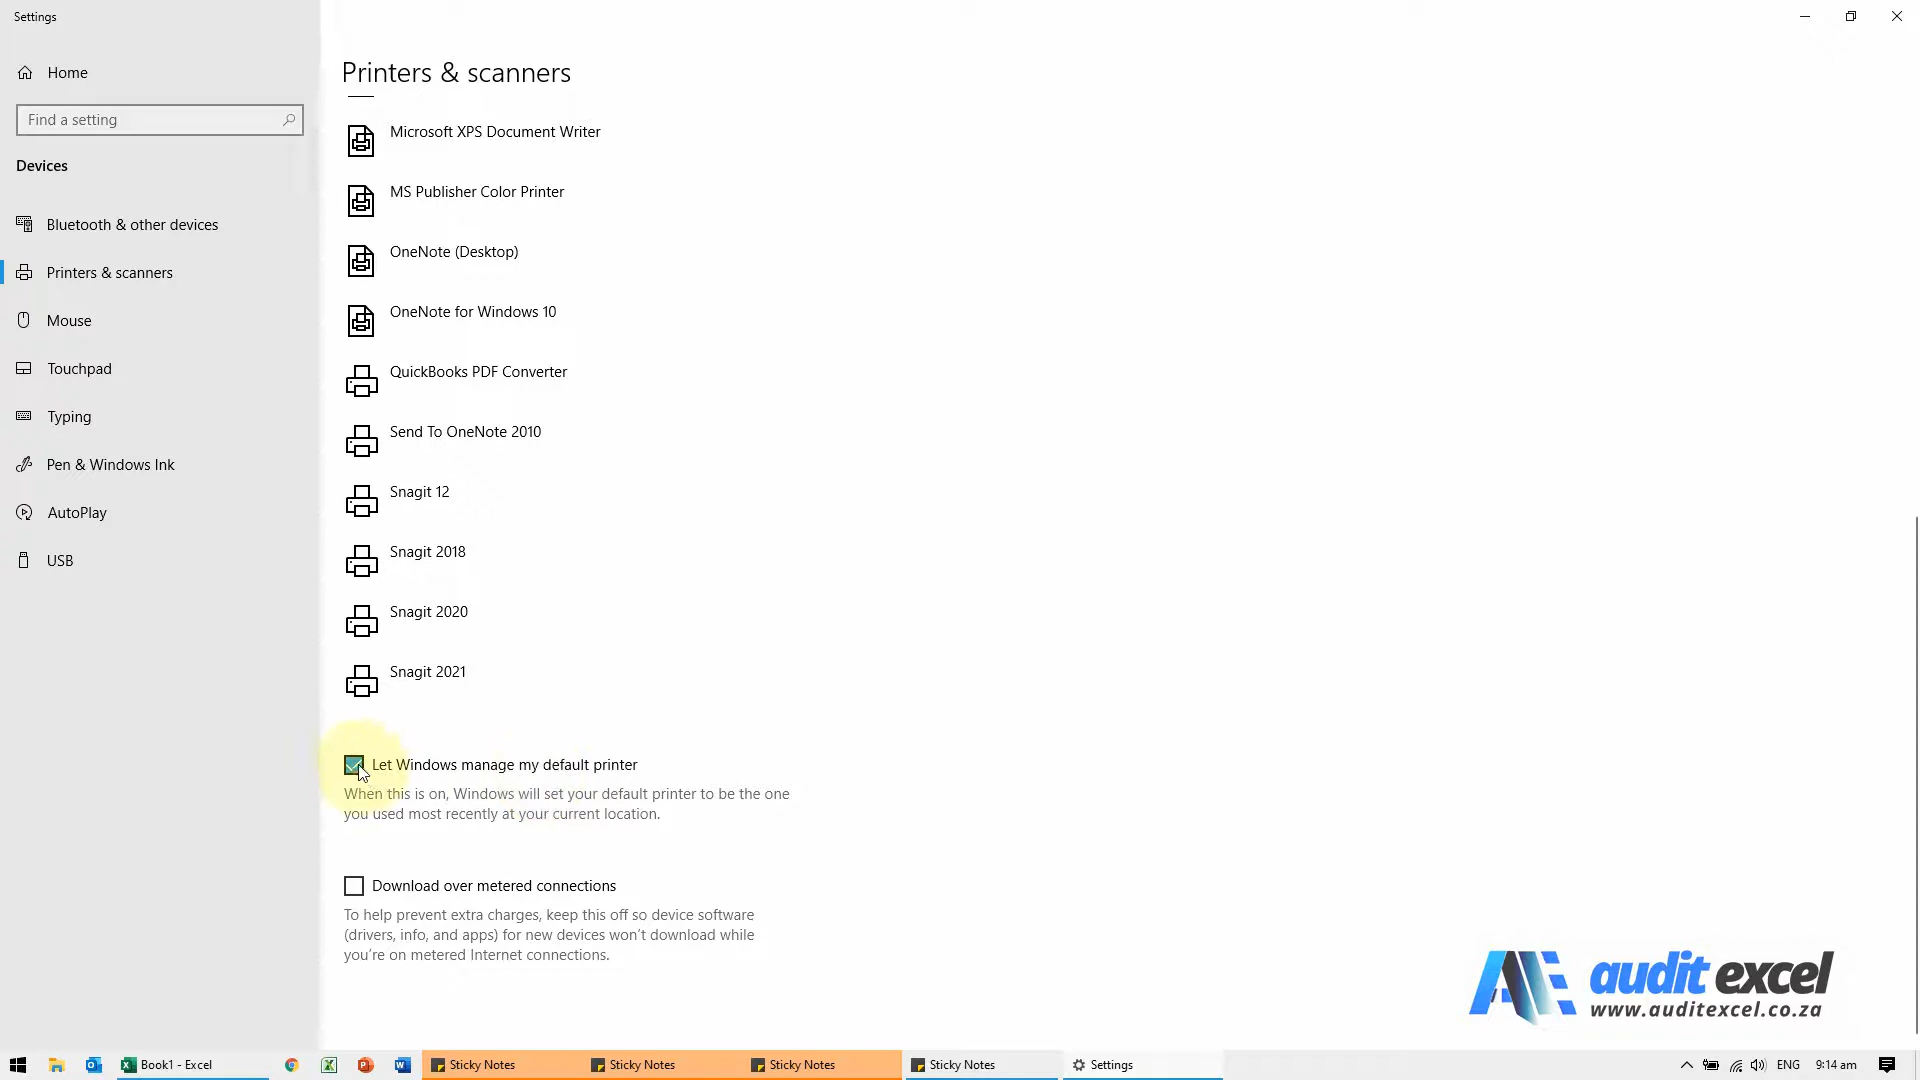 Settings
Home
Find a setting
Devices
Bluetooth & other devices
Printers & scanners
Mouse
Touchpad
Typing
Pen & Windows Ink
AutoPlay
USB
Printers & scanners
Microsoft XPS Document Writer
MS Publisher Color Printer
OneNote (Desktop)
OneNote for Windows 10
QuickBooks PDF Converter
Send To OneNote 2010
Snagit 12
Snagit 2018
Snagit 2020
Snagit 2021
Let Windows manage my default printer
When this is on, Windows will set your default printer to be the one
you used most recently at your current location.
Download over metered connections
To help prevent extra charges, keep this off so device software
(drivers, info, and apps) for new devices won't download while
you're on metered Internet connections.
AE audit excel
www.auditexcel.co.za
Book1 - Excel
Sticky Notes
Sticky Notes
Sticky Notes
Sticky Notes
Settings
ENG
9:14 am